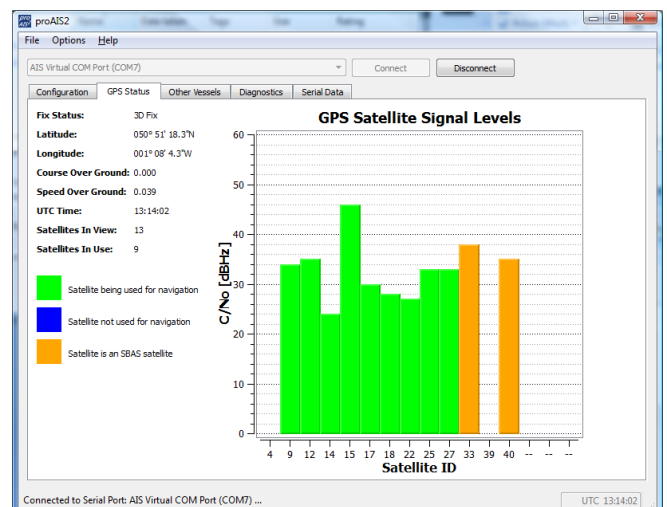 proAIS2
File Options Help
AIS Virtual COM Port (COM7) Connect Disconnect
Configuration GPS Status Other Vessels Diagnostics Serial Data
Fix Status: 3D Fix
Latitude: 050° 51' 18.3"N
Longitude: 001° 08' 4.3"W
Course Over Ground: 0.000
Speed Over Ground: 0.039
UTC Time: 13:14:02
Satellites In View: 13
Satellites In Use: 9
Satellite being used for navigation
Satellite not used for navigation
Satellite is an SBAS satellite
GPS Satellite Signal Levels
C/No [dBHz]
60
50
40
30
20
10
0
4 9 12 14 15 17 18 22 25 27 33 39 40 -- -- --
Satellite ID
Connected to Serial Port: AIS Virtual COM Port (COM7) ... UTC 13:14:02